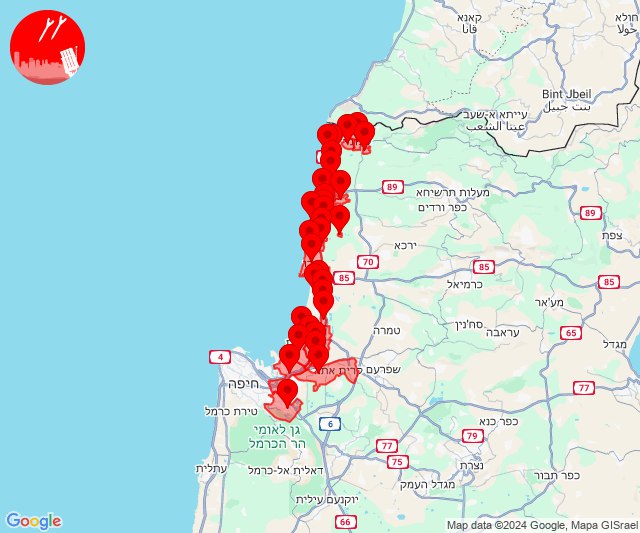 קאנא
قانا
חולא
حولا
Bint Jbeil
بنت جبيل
עייתא א-שעב
عيتا الشعب
89
מעלות תרשיחא
כפר ורדים
89
צפת
ירכא
70
85
85
85
כרמיאל
מע'אר
סח'נין
עראבה
65
מגדל
טמרה
4
חיפה
שפרעם
קרית אתא
77
טירת כרמל
6
גן לאומי
הר הכרמל
כפר כנא
79
77
75
נצרת
דאלית אל-כרמל
עתלית
מגדל העמק
כפר תבור
יוקנעם עילית
66
Google
Map data ©2024 Google, Mapa GISrael